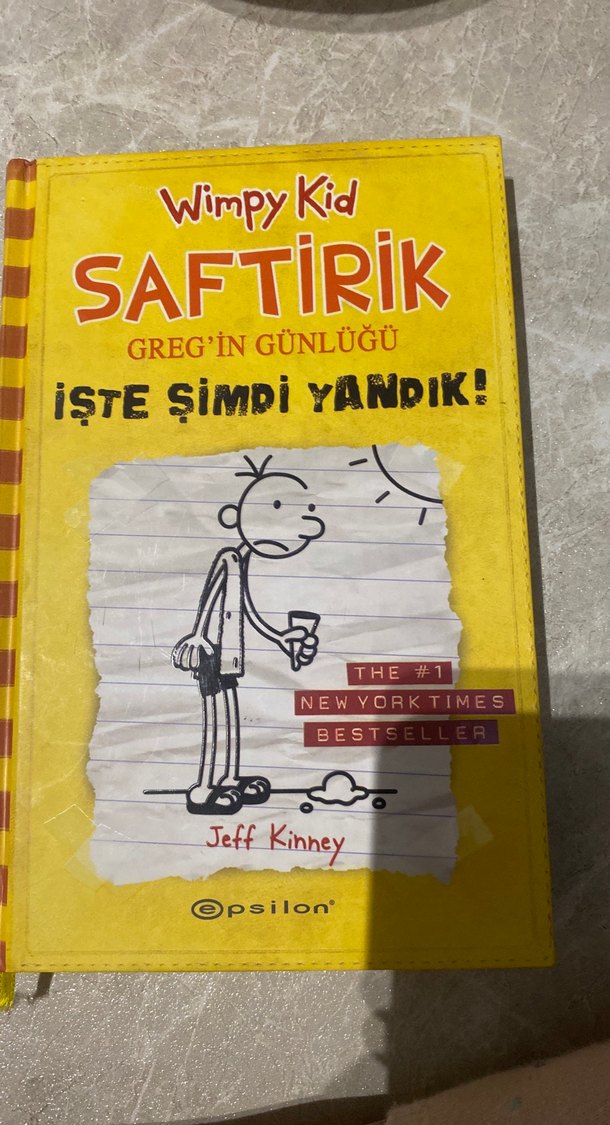 Wimpy Kid
SAFTİRİK
GREG'İN GÜNLÜĞÜ
İŞTE ŞİMDİ YANDIK!
THE #1
NEW YORK TIMES
BESTSELLER
Jeff Kinney
epsilon®